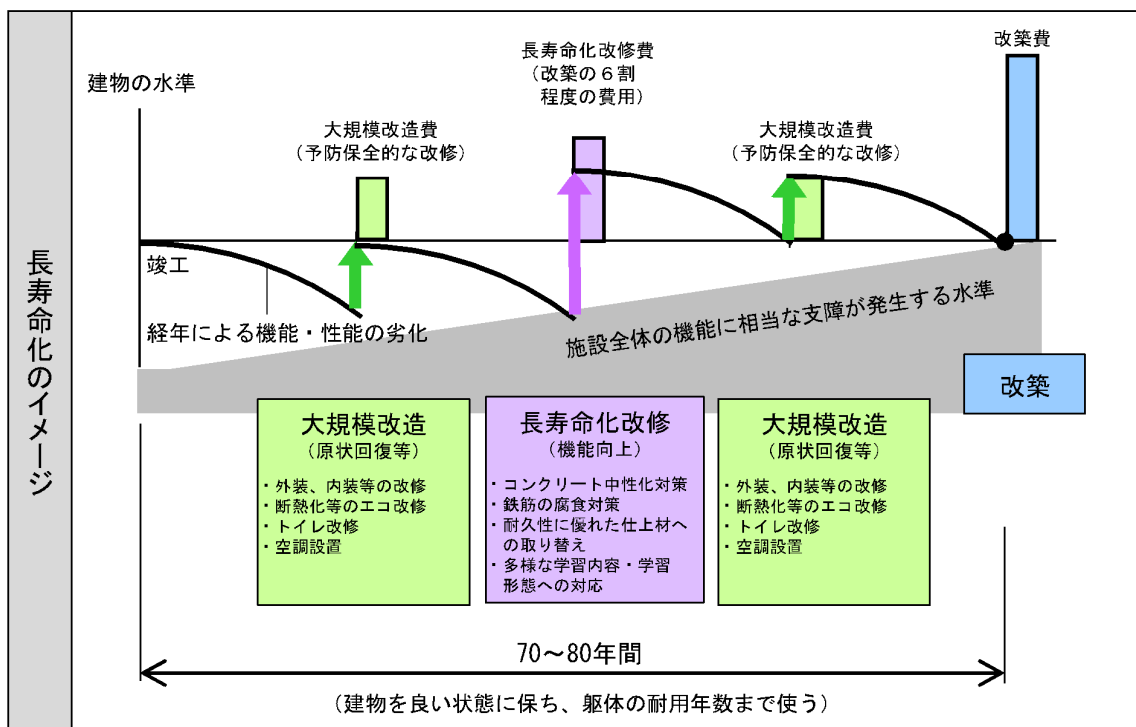 長寿命化のイメージ
建物の水準
大規模改造費
（予防保全的な改修）
長寿命化改修費
（改築の６割
程度の費用）
大規模改造費
（予防保全的な改修）
改築費
竣工
経年による機能・性能の劣化
施設全体の機能に相当な支障が発生する水準
改築
大規模改造
（原状回復等）
・外装、内装等の改修
・断熱化等のエコ改修
・トイレ改修
・空調設置
長寿命化改修
（機能向上）
・コンクリート中性化対策
・鉄筋の腐食対策
・耐久性に優れた仕上材へ
の取り替え
・多様な学習内容・学習
形態への対応
大規模改造
（原状回復等）
・外装、内装等の改修
・断熱化等のエコ改修
・トイレ改修
・空調設置
70～80年間
（建物を良い状態に保ち、躯体の耐用年数まで使う）